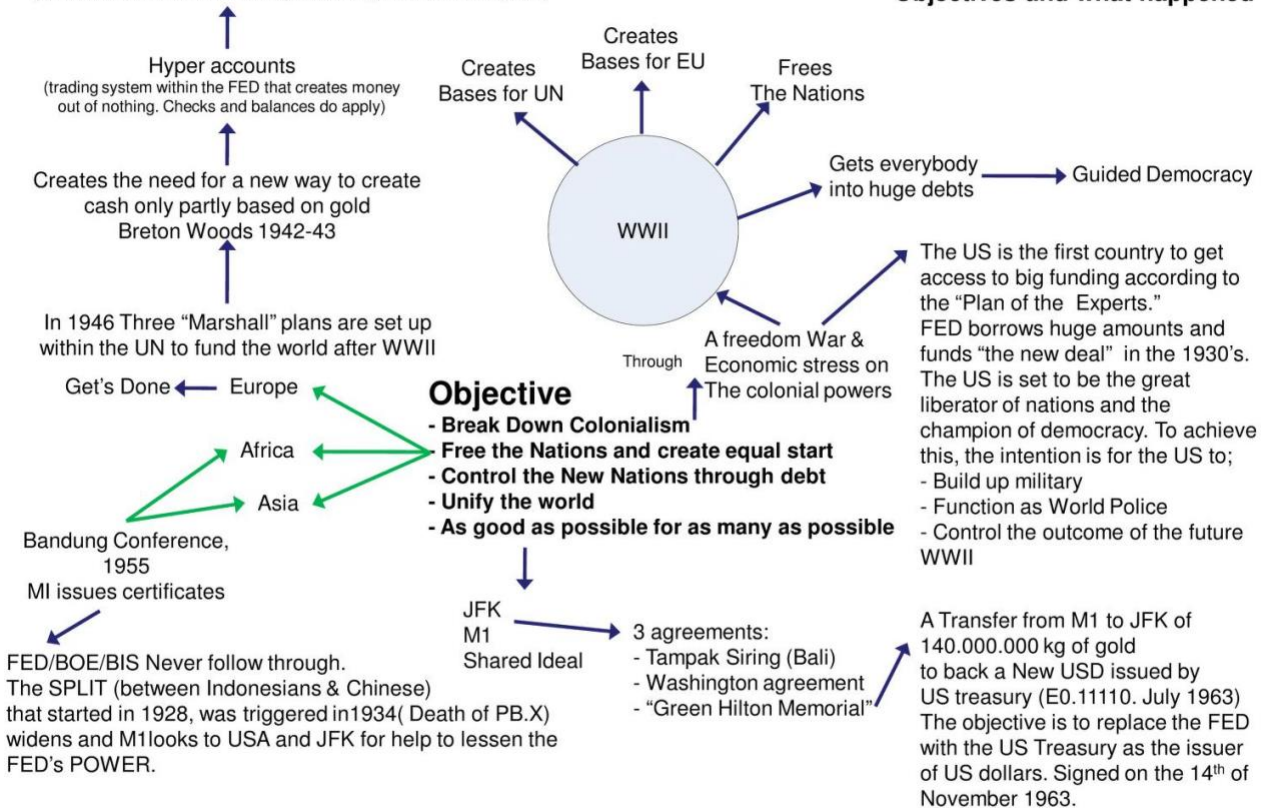 Objectives and what happened
Hyper accounts
(trading system within the FED that creates money
out of nothing. Checks and balances do apply)
Creates the need for a new way to create
cash only partly based on gold
Breton Woods 1942-43
In 1946 Three “Marshall” plans are set up
within the UN to fund the world after WWII
Get's Done
Europe
Africa
Asia
Bandung Conference,
1955
MI issues certificates
FED/BOE/BIS Never follow through.
The SPLIT (between Indonesians & Chinese)
that started in 1928, was triggered in1934( Death of PB.X)
widens and M1looks to USA and JFK for help to lessen the
FED's POWER.
Creates
Bases for UN
Creates
Bases for EU
Frees
The Nations
WWII
Gets everybody
into huge debts
Guided Democracy
Through
A freedom War &
Economic stress on
The colonial powers
Objective
- Break Down Colonialism
- Free the Nations and create equal start
- Control the New Nations through debt
- Unify the world
- As good as possible for as many as possible
JFK
M1
Shared Ideal
3 agreements:
- Tampak Siring (Bali)
- Washington agreement
- “Green Hilton Memorial”
The US is the first country to get
access to big funding according to
the “Plan of the Experts.”
FED borrows huge amounts and
funds “the new deal” in the 1930's.
The US is set to be the great
liberator of nations and the
champion of democracy. To achieve
this, the intention is for the US to;
- Build up military
- Function as World Police
- Control the outcome of the future
WWII
A Transfer from M1 to JFK of
140.000.000 kg of gold
to back a New USD issued by
US treasury (E0.11110. July 1963)
The objective is to replace the FED
with the US Treasury as the issuer
of US dollars. Signed on the 14th of
November 1963.